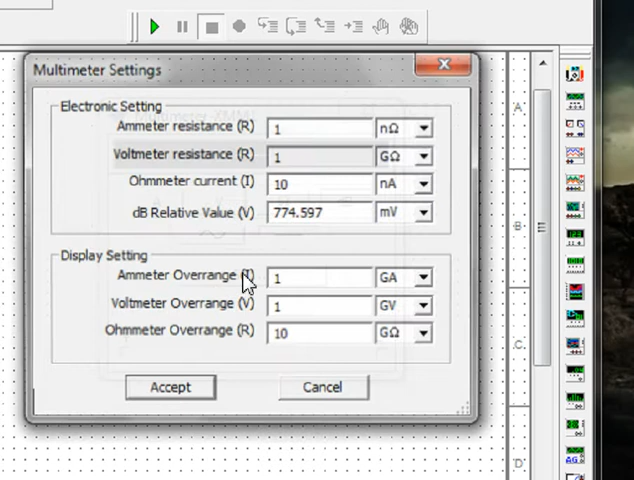 Multimeter Settings
Electronic Setting
Ammeter resistance (R) 1 nΩ
Voltmeter resistance (R) 1 GΩ
Ohmmeter current (I) 10 nA
dB Relative Value (V) 774.597 mV
Display Setting
Ammeter Overrange (I) 1 GA
Voltmeter Overrange (V) 1 GV
Ohmmeter Overrange (R) 10 GΩ
Accept Cancel
A
B
C
D
AG